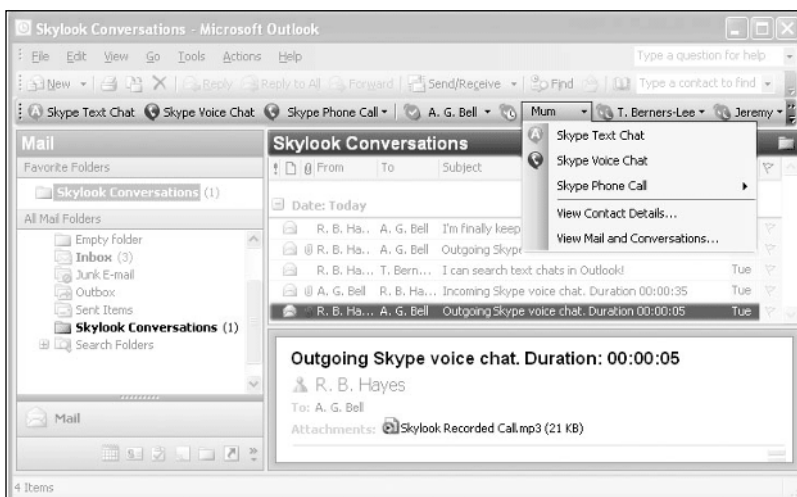 Skylook Conversations - Microsoft Outlook
File Edit View Go Tools Actions Help Type a question for help
New Reply Reply to All Forward Send/Receive Find Type a contact to find
Skype Text Chat Skype Voice Chat Skype Phone Call A. G. Bell Mum T. Berners-Lee Jeremy
Mail
Favorite Folders
Skylook Conversations (1)
All Mail Folders
Empty folder
Inbox (3)
Junk E-mail
Outbox
Sent Items
Skylook Conversations (1)
Search Folders
Mail
Skylook Conversations
From To Subject
Date: Today
R. B. Ha.. A. G. Bell I'm finally keep
R. B. Ha... A. G. Bell Outgoing Skype
R. B. Ha... T. Bern... I can search text chats in Outlook! Tue
A. G. Bell R. B. Ha... Incoming Skype voice chat. Duration 00:00:35 Tue
R. B. Ha... A. G. Bell Outgoing Skype voice chat. Duration 00:00:05 Tue
Skype Text Chat
Skype Voice Chat
Skype Phone Call
View Contact Details...
View Mail and Conversations...
Outgoing Skype voice chat. Duration: 00:00:05
R. B. Hayes
To: A. G. Bell
Attachments: Skylook Recorded Call.mp3 (21 KB)
4 Items